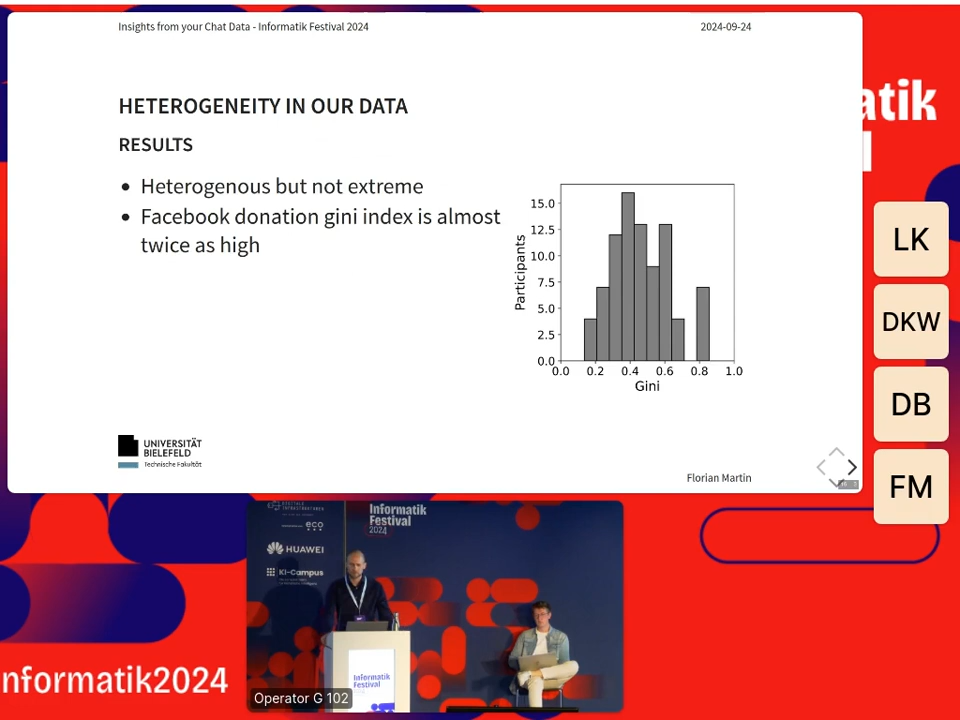 Insights from your Chat Data - Informatik Festival 2024
2024-09-24
HETEROGENEITY IN OUR DATA
RESULTS
Heterogenous but not extreme
Facebook donation gini index is almost
twice as high
15.0
12.5
10.0
7.5
5.0
2.5
0.0
Participants
0.0 0.2 0.4 0.6 0.8 1.0
Gini
UNIVERSITÄT
BIELEFELD
Technische Fakultät
Florian Martin
atik
LK
DKW
DB
FM
eco
HUAWEI
KI-Campus
Informatik
Festival
2024
Informatik
Festival
Operator G 102
nformatik2024